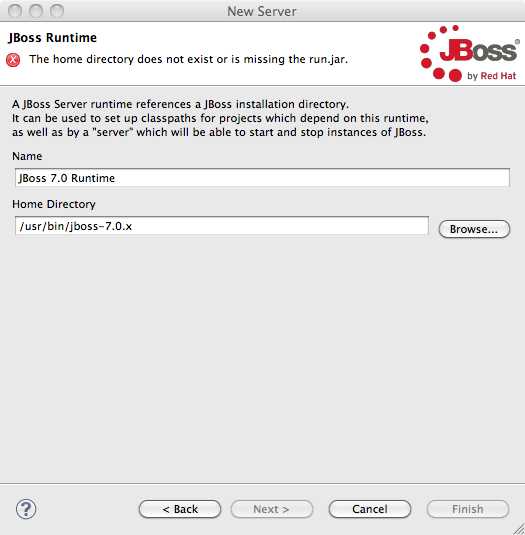 New Server
JBoss Runtime
The home directory does not exist or is missing the run.jar.
JBoss
by Red Hat
A JBoss Server runtime references a JBoss installation directory.
It can be used to set up classpaths for projects which depend on this runtime,
as well as by a "server" which will be able to start and stop instances of JBoss.
Name
JBoss 7.0 Runtime
Home Directory
/usr/bin/jboss-7.0.x
Browse...
?
< Back
Next >
Cancel
Finish